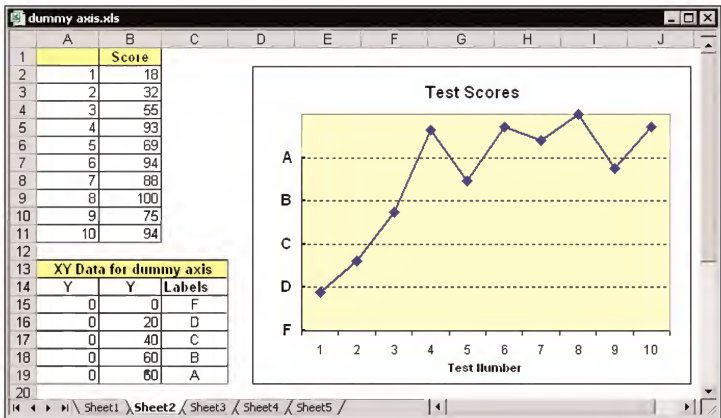 dummy axis.xls
A B C D E F G H I J
1 Score
2 1 18
3 2 32
4 3 55
5 4 93
6 5 69
7 6 94
8 7 88
9 8 100
10 9 75
11 10 94
12
13 XY Data for dummy axis
14 Y Y Labels
15 0 0 F
16 0 20 D
17 0 40 C
18 0 60 B
19 0 60 A
20
Test Scores
A
B
C
D
F
1 2 3 4 5 6 7 8 9 10
Test Number
Sheet1 Sheet2 Sheet3 Sheet4 Sheet5